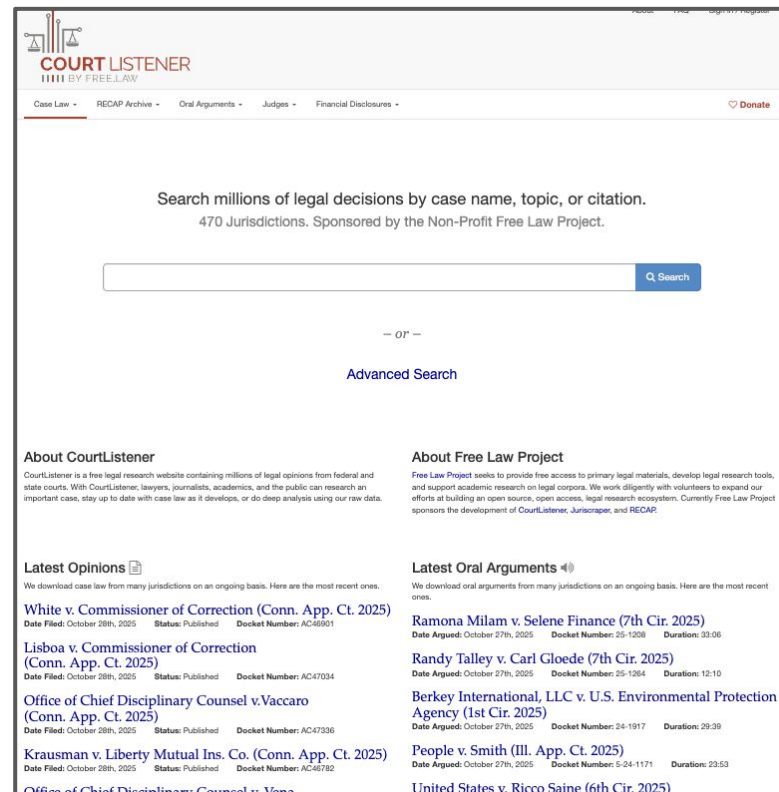 About FAQ Sign in / Register
COURT LISTENER
BY FREE.LAW
Case Law RECAP Archive Oral Arguments Judges Financial Disclosures Donate
Search millions of legal decisions by case name, topic, or citation.
470 Jurisdictions. Sponsored by the Non-Profit Free Law Project.
Search
– or –
Advanced Search
About CourtListener
CourtListener is a free legal research website containing millions of legal opinions from federal and
state courts. With CourtListener, lawyers, journalists, academics, and the public can research an
important case, stay up to date with case law as it develops, or do deep analysis using our raw data.
About Free Law Project
Free Law Project seeks to provide free access to primary legal materials, develop legal research tools,
and support academic research on legal corpora. We work diligently with volunteers to expand our
efforts at building an open source, open access, legal research ecosystem. Currently Free Law Project
sponsors the development of CourtListener, Juriscraper, and RECAP.
Latest Opinions
We download case law from many jurisdictions on an ongoing basis. Here are the most recent ones.
White v. Commissioner of Correction (Conn. App. Ct. 2025)
Date Filed: October 28th, 2025 Status: Published Docket Number: AC46901
Lisboa v. Commissioner of Correction
(Conn. App. Ct. 2025)
Date Filed: October 28th, 2025 Status: Published Docket Number: AC47034
Office of Chief Disciplinary Counsel v.Vaccaro
(Conn. App. Ct. 2025)
Date Filed: October 28th, 2025 Status: Published Docket Number: AC47336
Krausman v. Liberty Mutual Ins. Co. (Conn. App. Ct. 2025)
Date Filed: October 28th, 2025 Status: Published Docket Number: AC46782
Office of Chief Disciplinary Counsel v. Vena
Latest Oral Arguments
We download oral arguments from many jurisdictions on an ongoing basis. Here are the most recent
ones.
Ramona Milam v. Selene Finance (7th Cir. 2025)
Date Argued: October 27th, 2025 Docket Number: 25-1208 Duration: 33:06
Randy Talley v. Carl Gloede (7th Cir. 2025)
Date Argued: October 27th, 2025 Docket Number: 25-1264 Duration: 12:10
Berkey International, LLC v. U.S. Environmental Protection
Agency (1st Cir. 2025)
Date Argued: October 27th, 2025 Docket Number: 24-1917 Duration: 29:39
People v. Smith (Ill. App. Ct. 2025)
Date Argued: October 27th, 2025 Docket Number: 5-24-1171 Duration: 23:53
United States v. Ricco Saine (6th Cir. 2025)